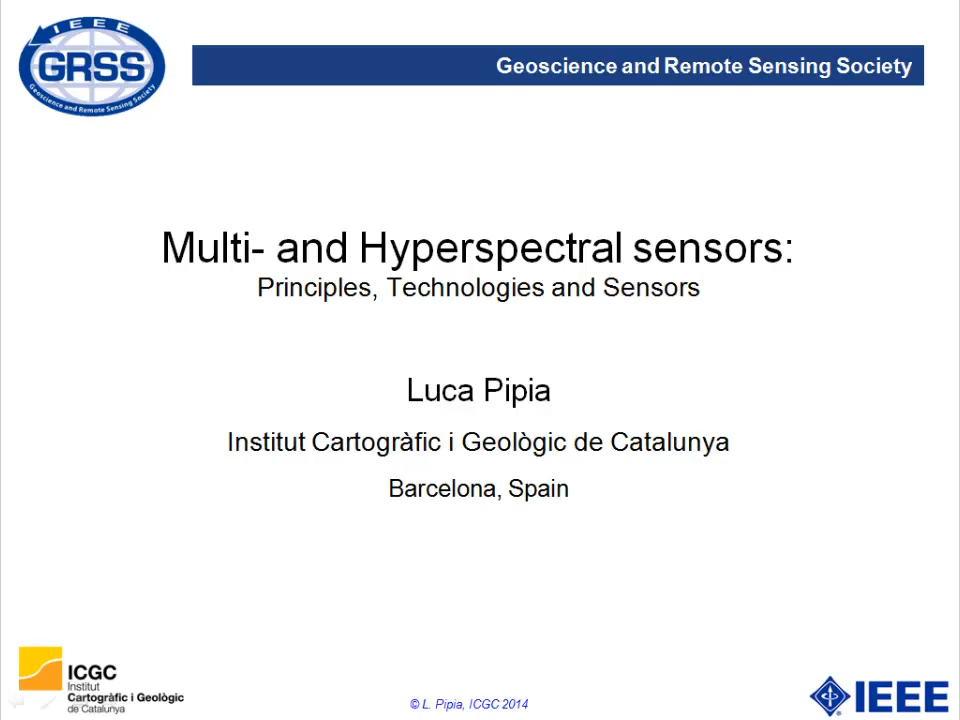 IEEE
GRSS
Geoscience and Remote Sensing Society
Geoscience and Remote Sensing Society
Multi- and Hyperspectral sensors:
Principles, Technologies and Sensors
Luca Pipia
Institut Cartogràfic i Geològic de Catalunya
Barcelona, Spain
ICGC
Institut
Cartogràfic i Geològic
de Catalunya
© L. Pipia, ICGC 2014
IEEE